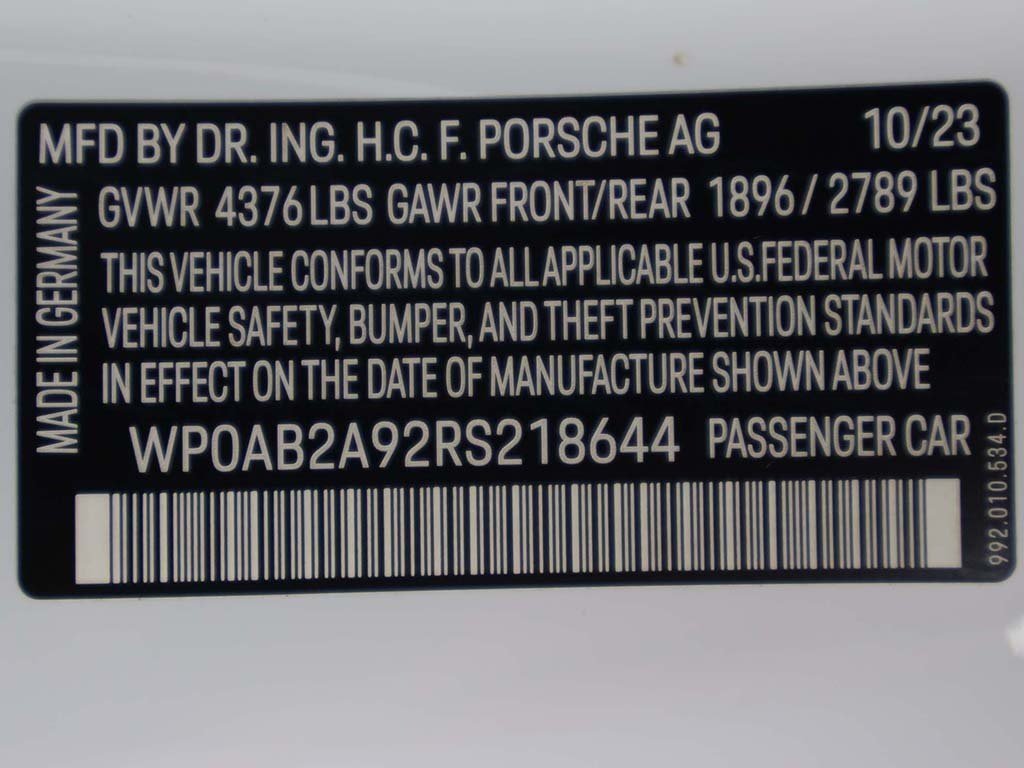 MFD BY DR. ING. H.C. F. PORSCHE AG 10/23
GVWR 4376 LBS GAWR FRONT/REAR 1896 / 2789 LBS
THIS VEHICLE CONFORMS TO ALL APPLICABLE U.S.FEDERAL MOTOR
VEHICLE SAFETY, BUMPER, AND THEFT PREVENTION STANDARDS
IN EFFECT ON THE DATE OF MANUFACTURE SHOWN ABOVE
WP0AB2A92RS218644 PASSENGER CAR
MADE IN GERMANY
992.010.534.D